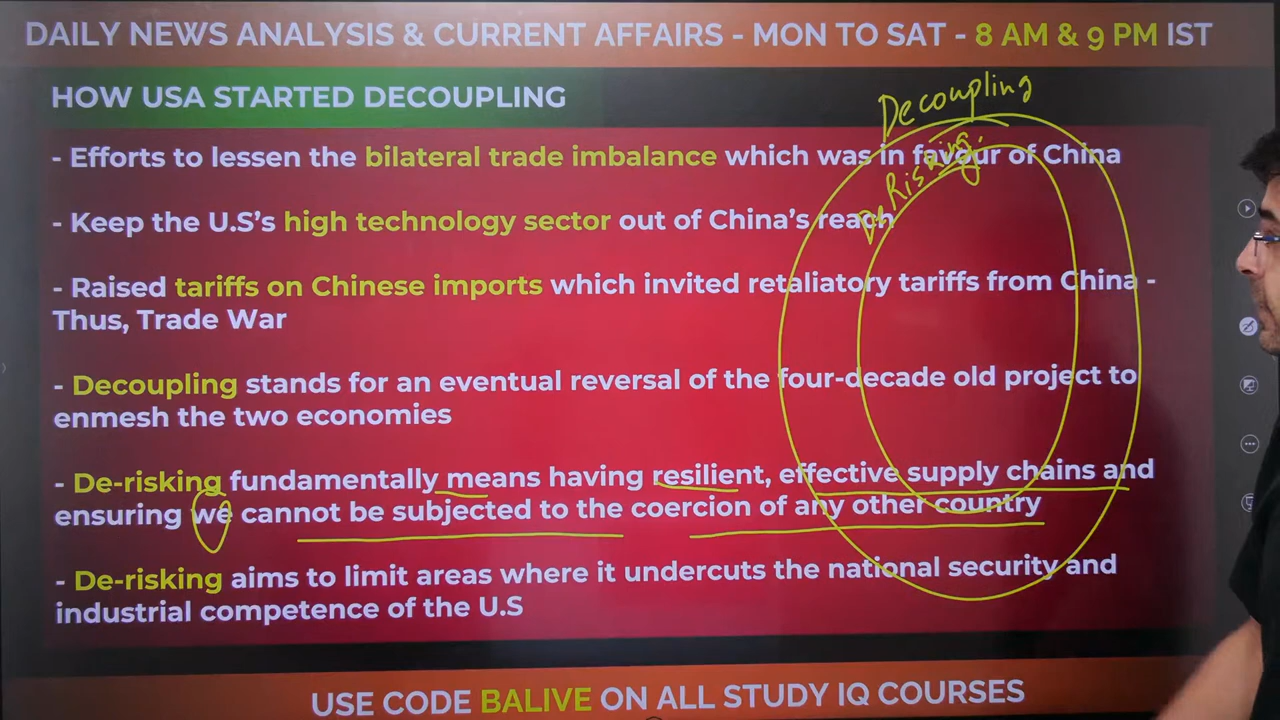 DAILY NEWS ANALYSIS & CURRENT AFFAIRS - MON TO SAT - 8 AM & 9 PM IST
HOW USA STARTED DECOUPLING
Decoupling
De Risking.
- Efforts to lessen the bilateral trade imbalance which was in favour of China
- Keep the U.S's high technology sector out of China's reach
- Raised tariffs on Chinese imports which invited retaliatory tariffs from China -
Thus, Trade War
- Decoupling stands for an eventual reversal of the four-decade old project to
enmesh the two economies
- De-risking fundamentally means having resilient, effective supply chains and
ensuring we cannot be subjected to the coercion of any other country
- De-risking aims to limit areas where it undercuts the national security and
industrial competence of the U.S
USE CODE BALIVE ON ALL STUDY IQ COURSES